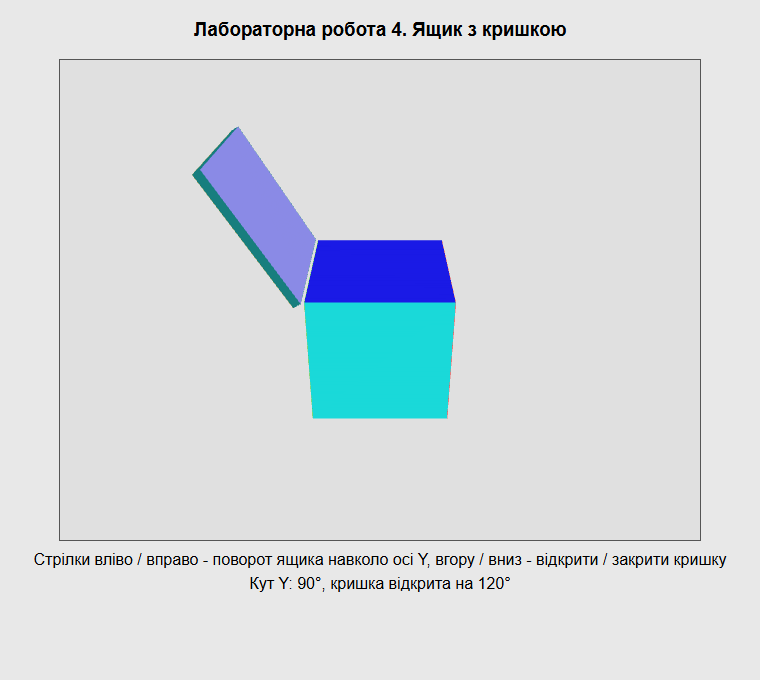 Лабораторна робота 4. Ящик з кришкою
Стрілки вліво / вправо - поворот ящика навколо осі Y, вгору / вниз - відкрити / закрити кришку
Кут Y: 90°, кришка відкрита на 120°